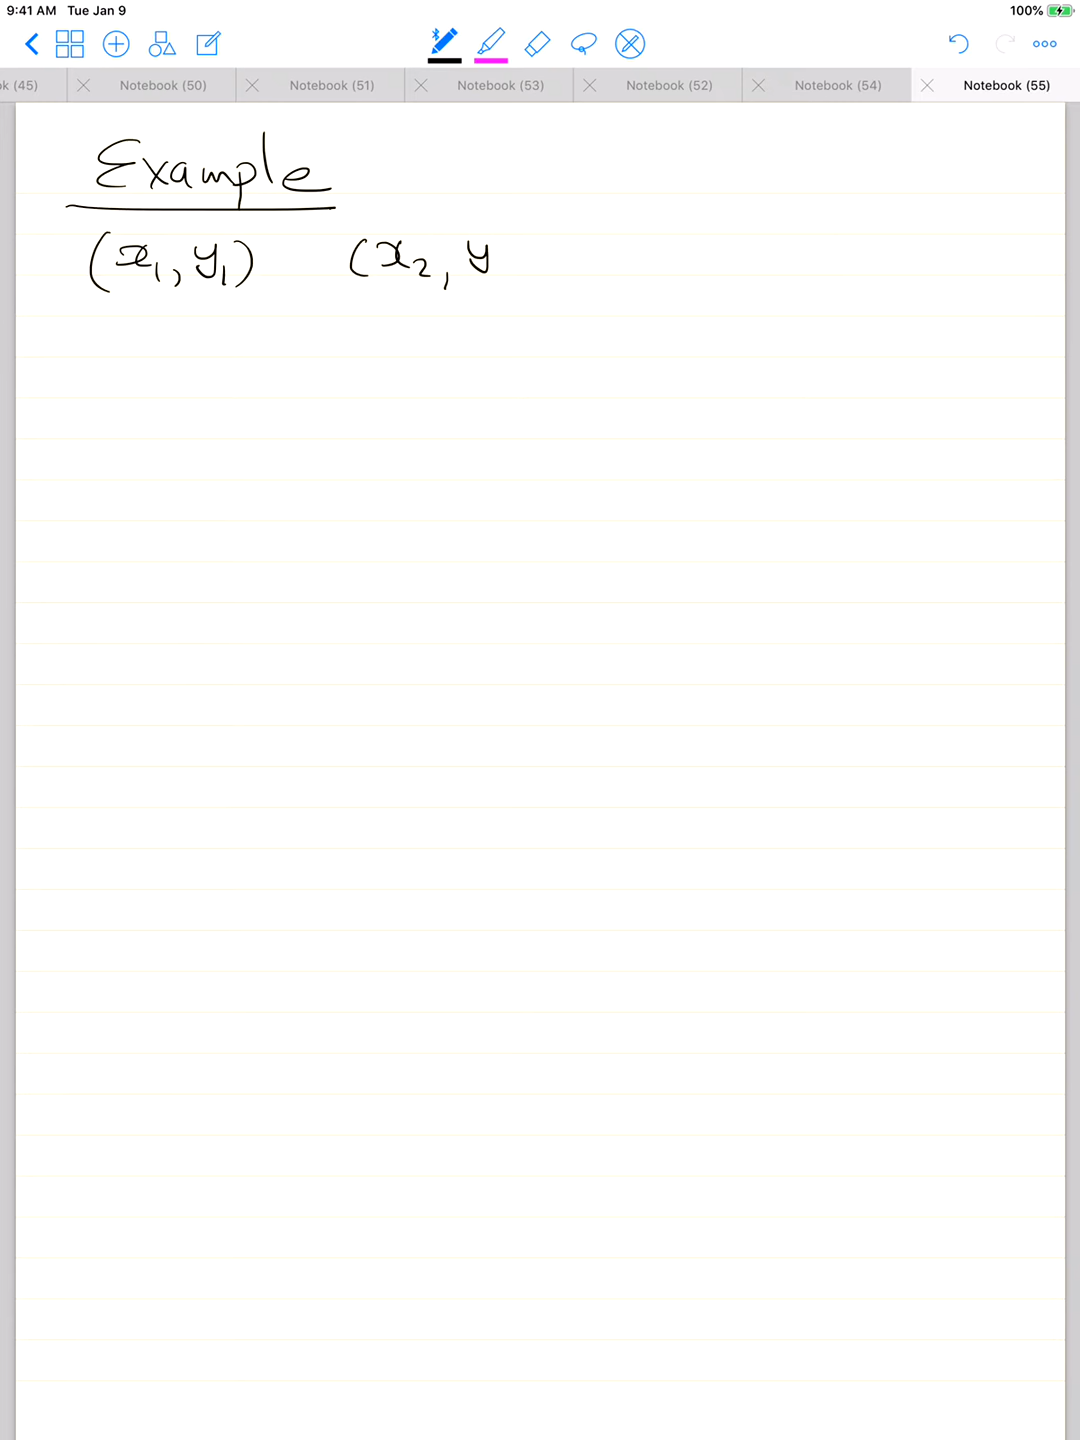 9:41 AM Tue Jan 9 100%
k (45) Notebook (50) Notebook (51) Notebook (53) Notebook (52) Notebook (54) Notebook (55)
Example
(x₁, y₁) (x₂, y